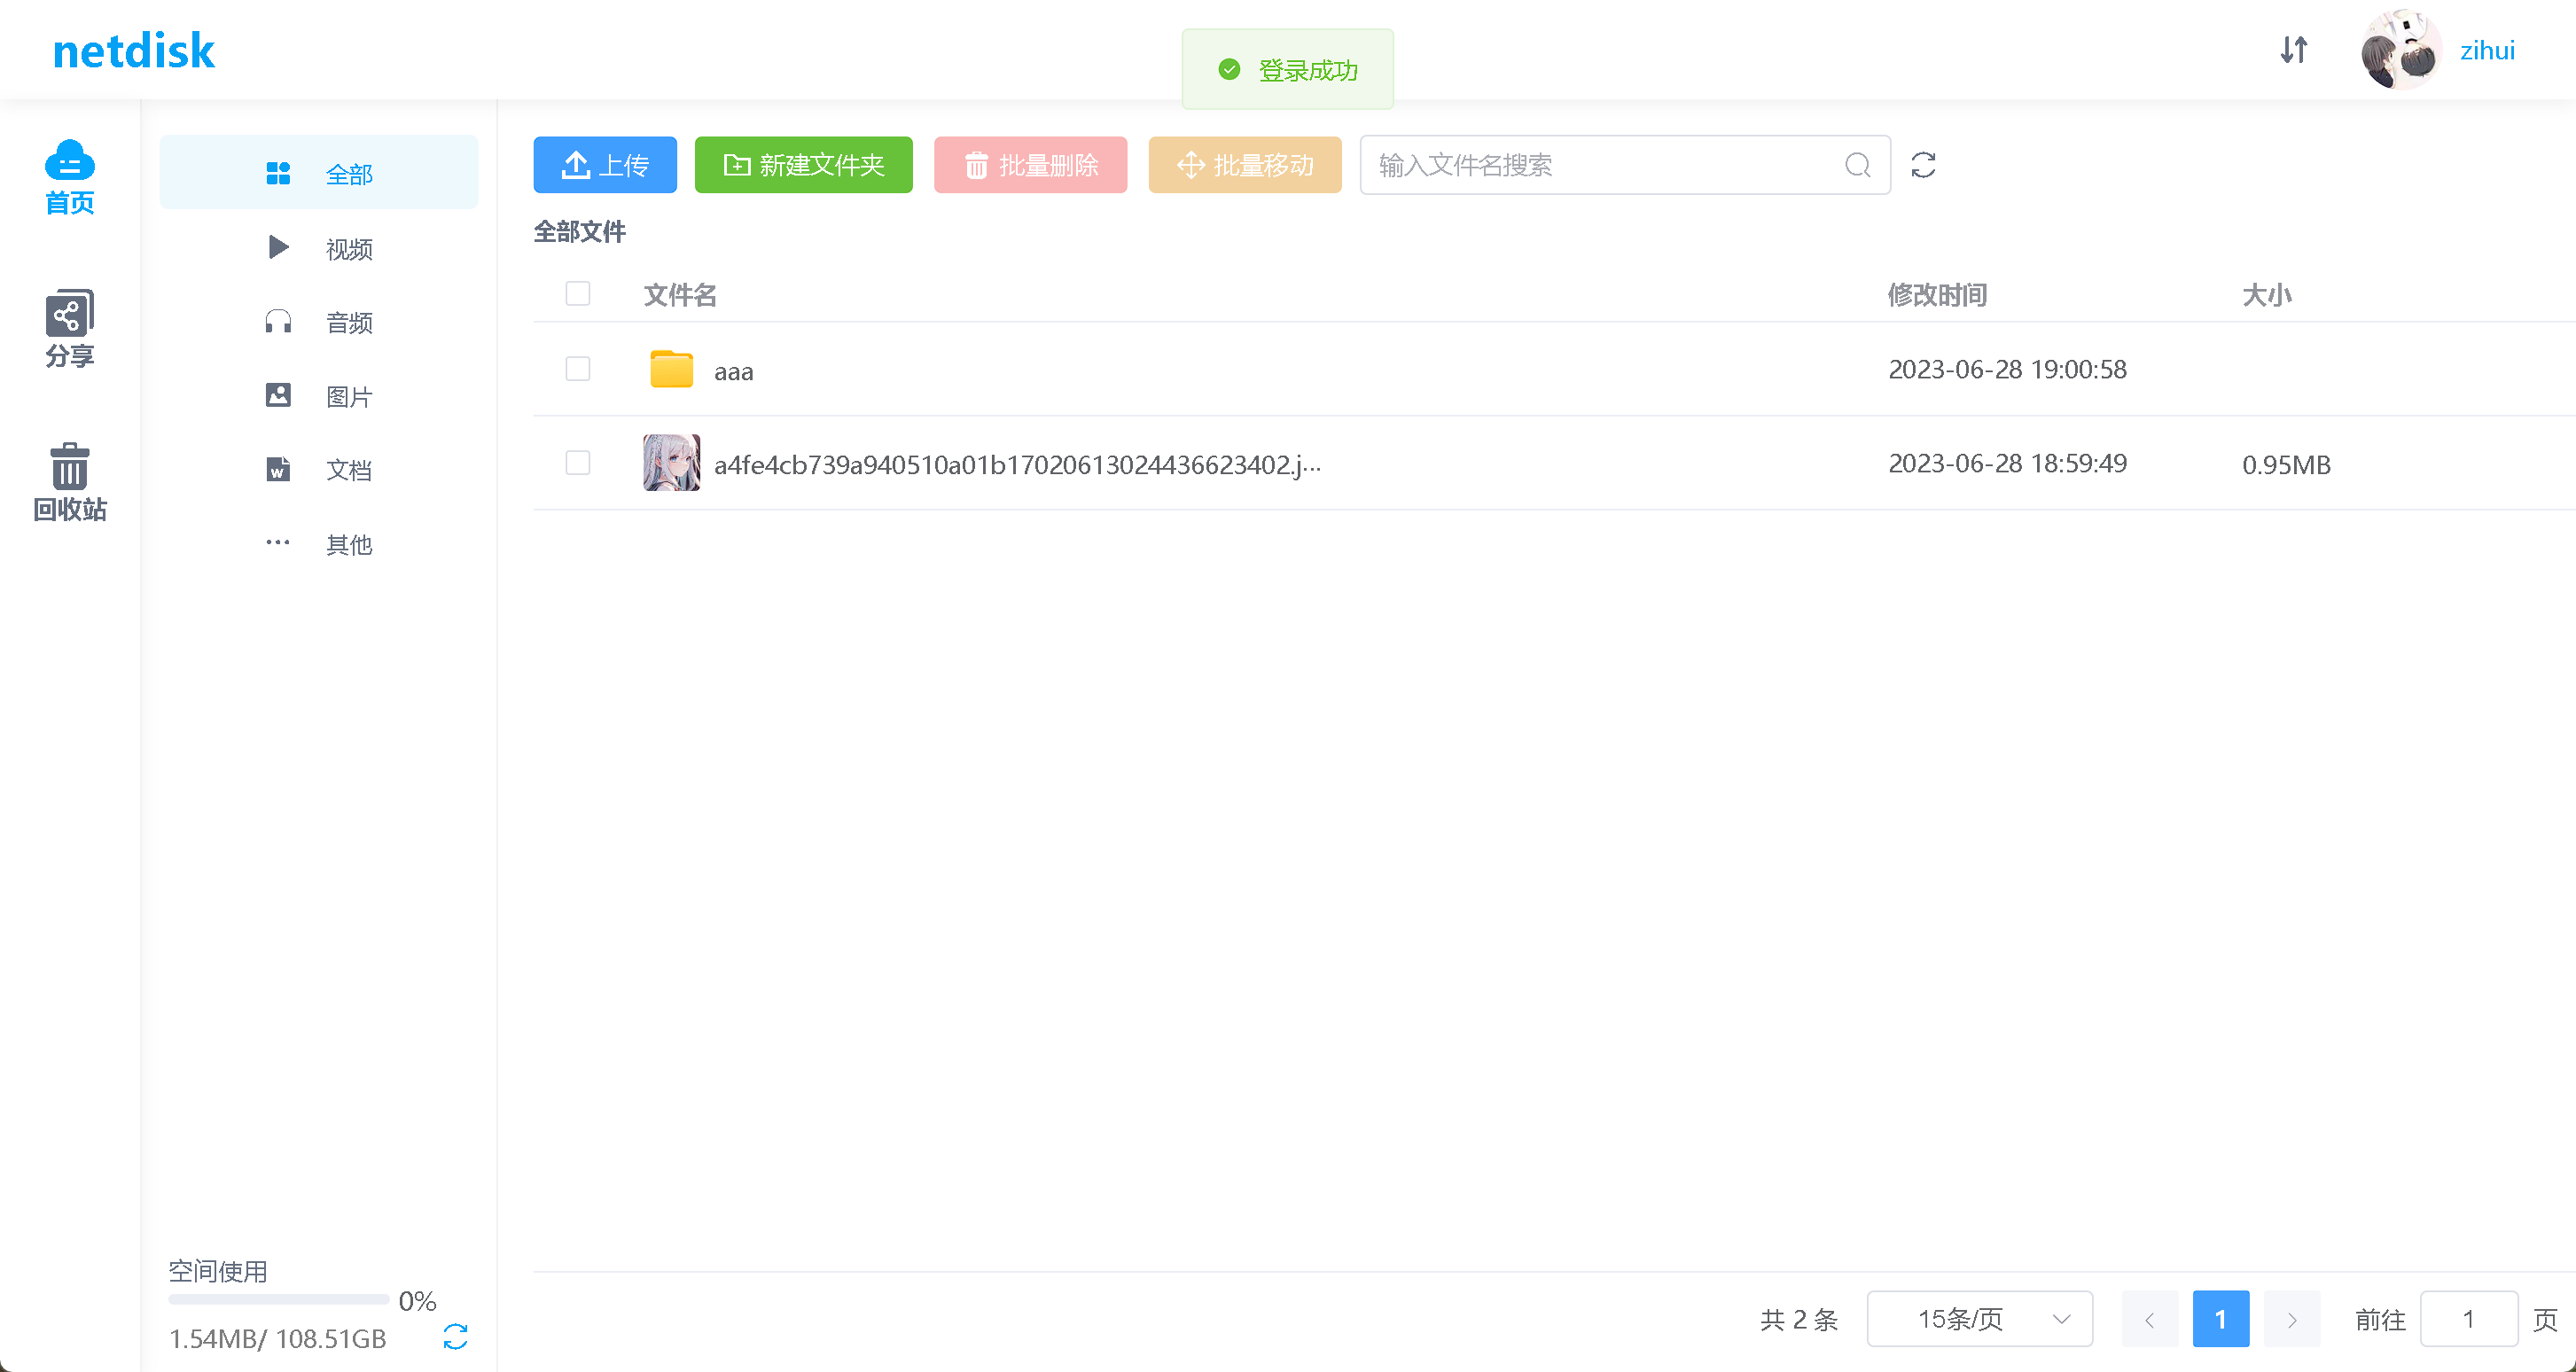 netdisk
登录成功
zihui
首页
分享
回收站
全部
视频
音频
图片
文档
其他
空间使用
0%
1.54MB/ 108.51GB
上传 新建文件夹 批量删除 批量移动 输入文件名搜索
全部文件
文件名 修改时间 大小
aaa 2023-06-28 19:00:58
a4fe4cb739a940510a01b17020613024436623402.j... 2023-06-28 18:59:49 0.95MB
共 2 条 15条/页 1 前往 1 页